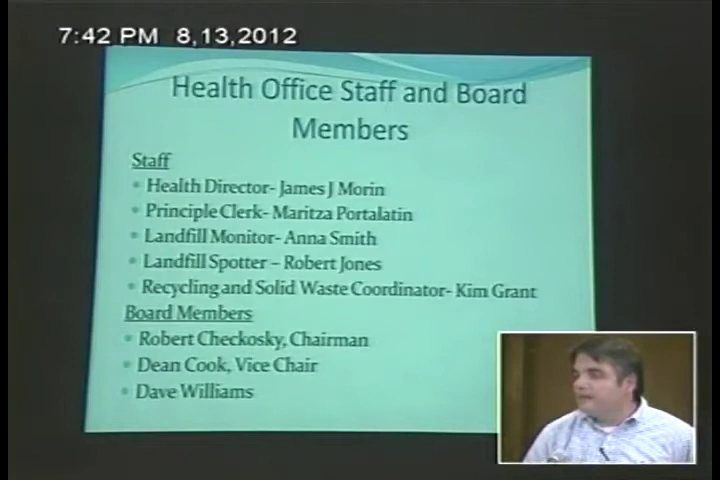 7:42 PM 8,13,2012
Health Office Staff and Board
Members
Staff
• Health Director- James J Morin
• Principle Clerk- Maritza Portalatin
• Landfill Monitor- Anna Smith
• Landfill Spotter – Robert Jones
• Recycling and Solid Waste Coordinator- Kim Grant
Board Members
• Robert Checkosky, Chairman
• Dean Cook, Vice Chair
• Dave Williams